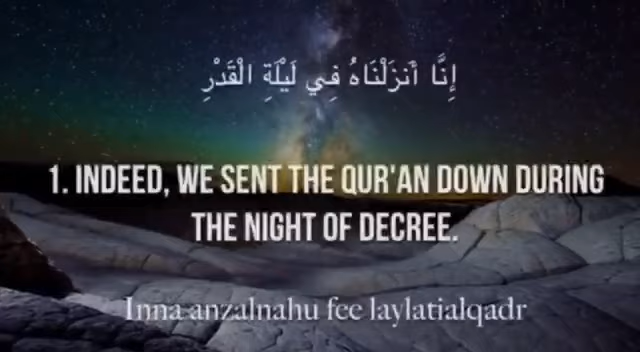 إِنَّا أَنزَلْنَاهُ فِي لَيْلَةِ الْقَدْرِ
1. INDEED, WE SENT THE QUR'AN DOWN DURING
THE NIGHT OF DECREE.
Inna anzalnahu fee laylatialqadr